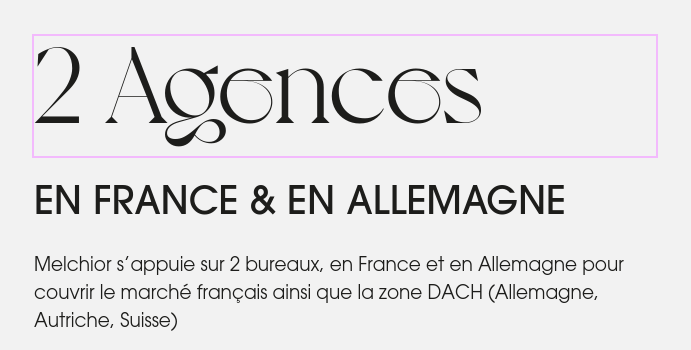 2 Agences
EN FRANCE & EN ALLEMAGNE
Melchior s’appuie sur 2 bureaux, en France et en Allemagne pour
couvrir le marché français ainsi que la zone DACH (Allemagne,
Autriche, Suisse)